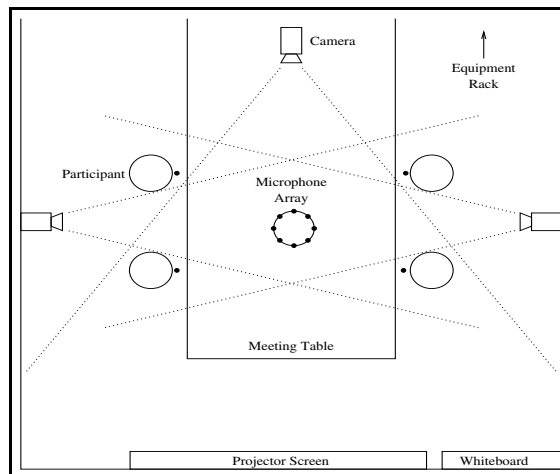 Camera
Equipment
Rack
Participant
Microphone
Array
Meeting Table
Projector Screen
Whiteboard